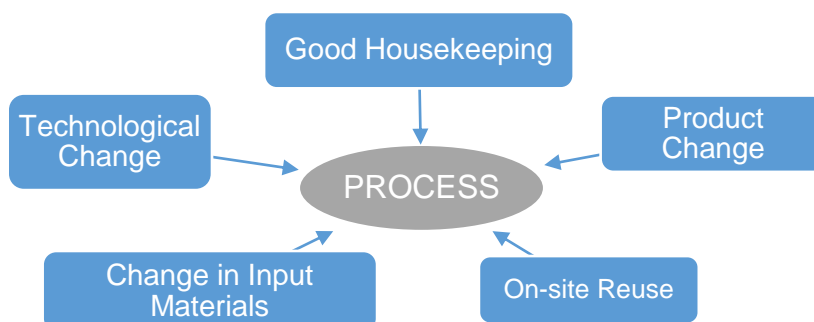 Good Housekeeping
Technological
Change
Product
Change
PROCESS
Change in Input
Materials
On-site Reuse